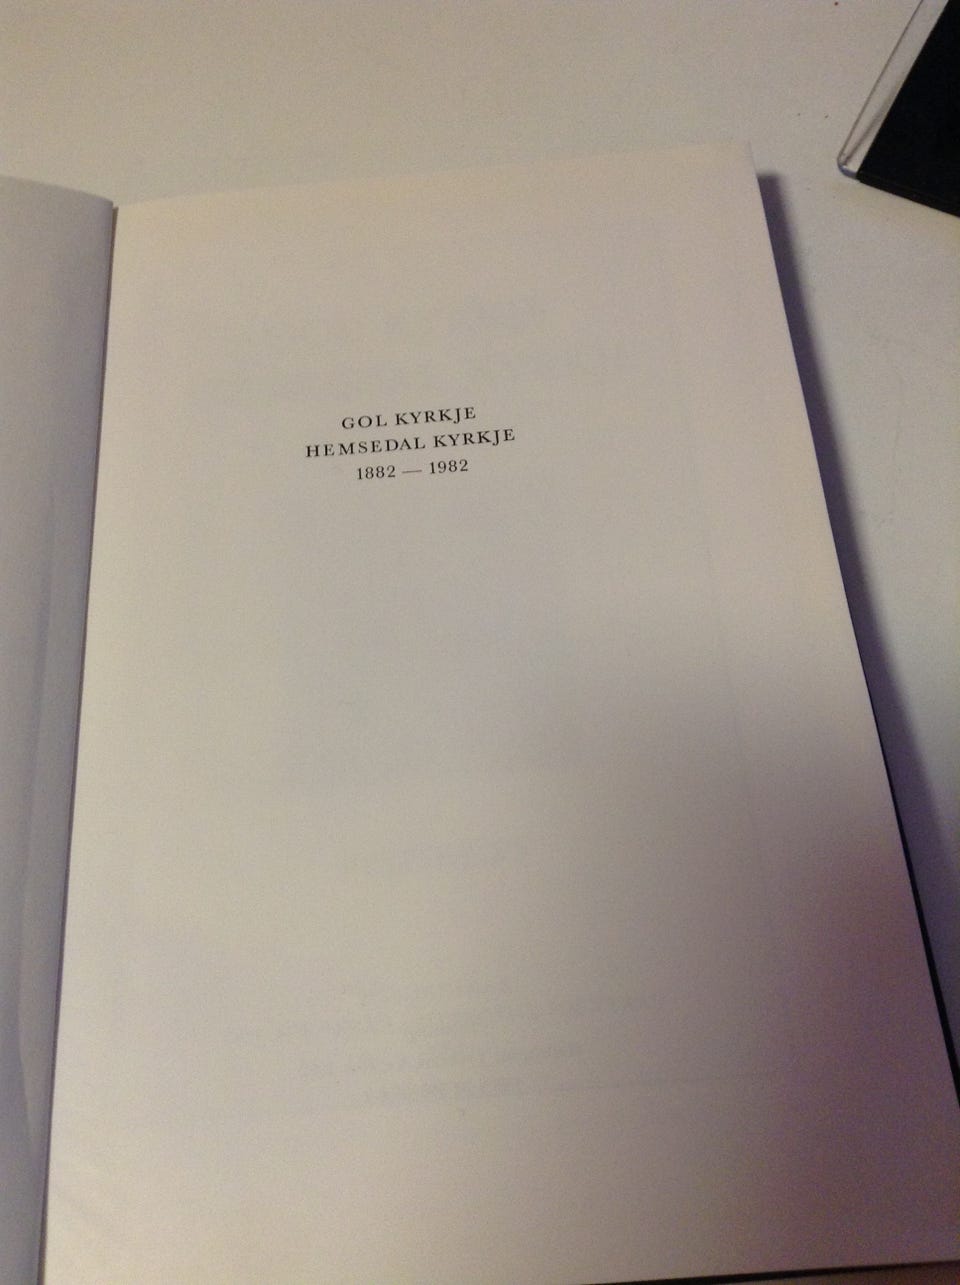 GOL KYRKJE
HEMSEDAL KYRKJE
1882 — 1982